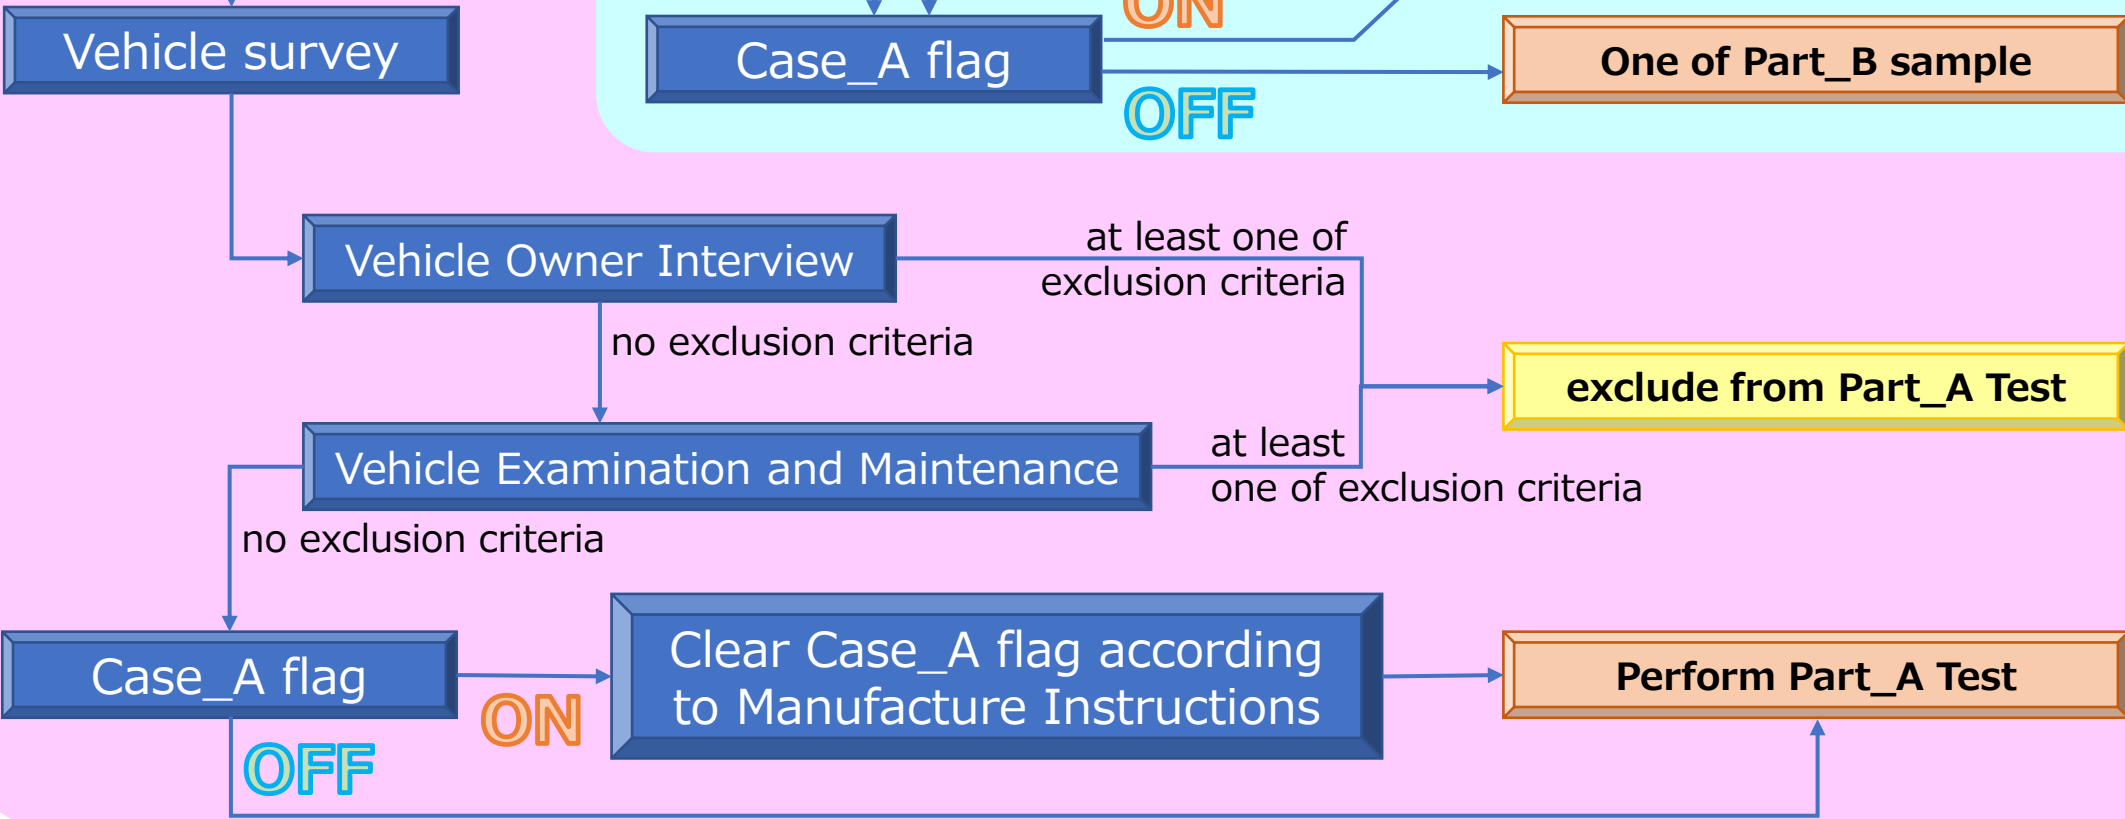 ON
Vehicle survey
Case_A flag
One of Part_B sample
OFF
Vehicle Owner Interview
at least one of
exclusion criteria
no exclusion criteria
exclude from Part_A Test
Vehicle Examination and Maintenance
at least
one of exclusion criteria
no exclusion criteria
Case_A flag
ON
Clear Case_A flag according
to Manufacture Instructions
Perform Part_A Test
OFF